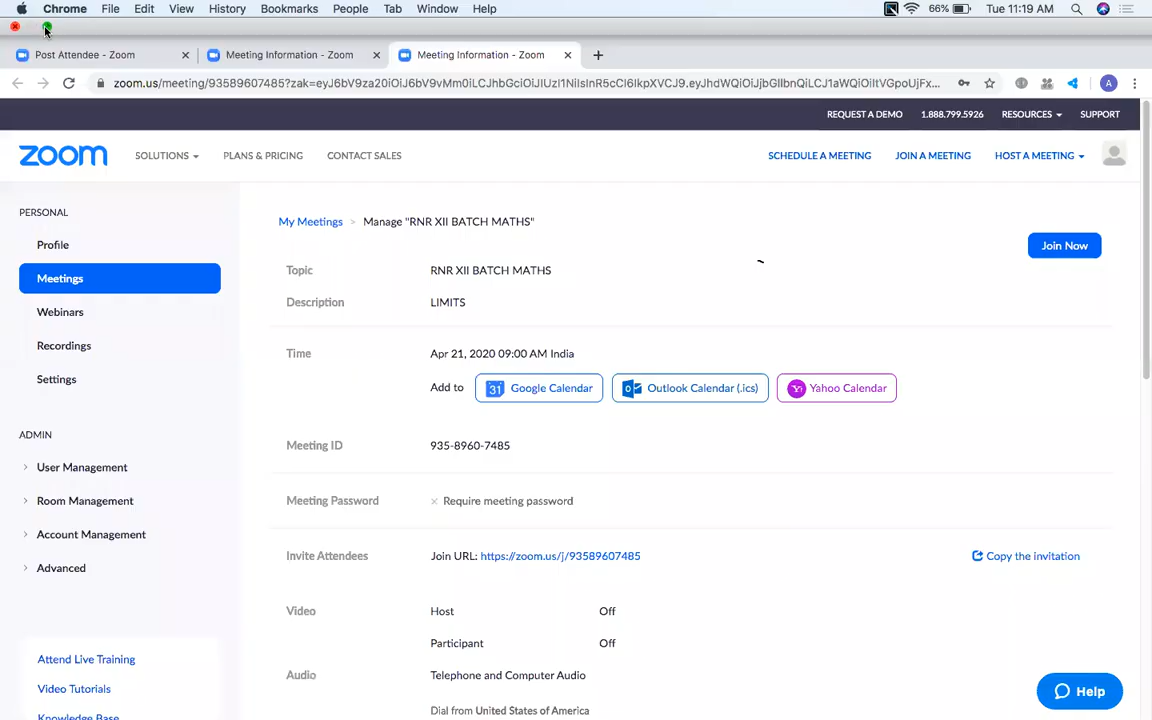 Chrome File Edit View History Bookmarks People Tab Window Help 66% Tue 11:19 AM
Post Attendee - Zoom Meeting Information - Zoom Meeting Information - Zoom
zoom.us/meeting/93589607485?zak=
A
REQUEST A DEMO 1.888.799.5926 RESOURCES SUPPORT
zoom SOLUTIONS PLANS & PRICING CONTACT SALES SCHEDULE A MEETING JOIN A MEETING HOST A MEETING
PERSONAL
Profile
Meetings
Webinars
Recordings
Settings
ADMIN
User Management
Room Management
Account Management
Advanced
Attend Live Training
Video Tutorials
Knowledge Base
My Meetings > Manage "RNR XII BATCH MATHS"
Join Now
Topic RNR XII BATCH MATHS
Description LIMITS
Time Apr 21, 2020 09:00 AM India
Add to 31 Google Calendar Outlook Calendar (.ics) Yahoo Calendar
Meeting ID 935-8960-7485
Meeting Password × Require meeting password
Invite Attendees Join URL: https://zoom.us/j/93589607485 Copy the invitation
Video Host Off
Participant Off
Audio Telephone and Computer Audio
Dial from United States of America
Help